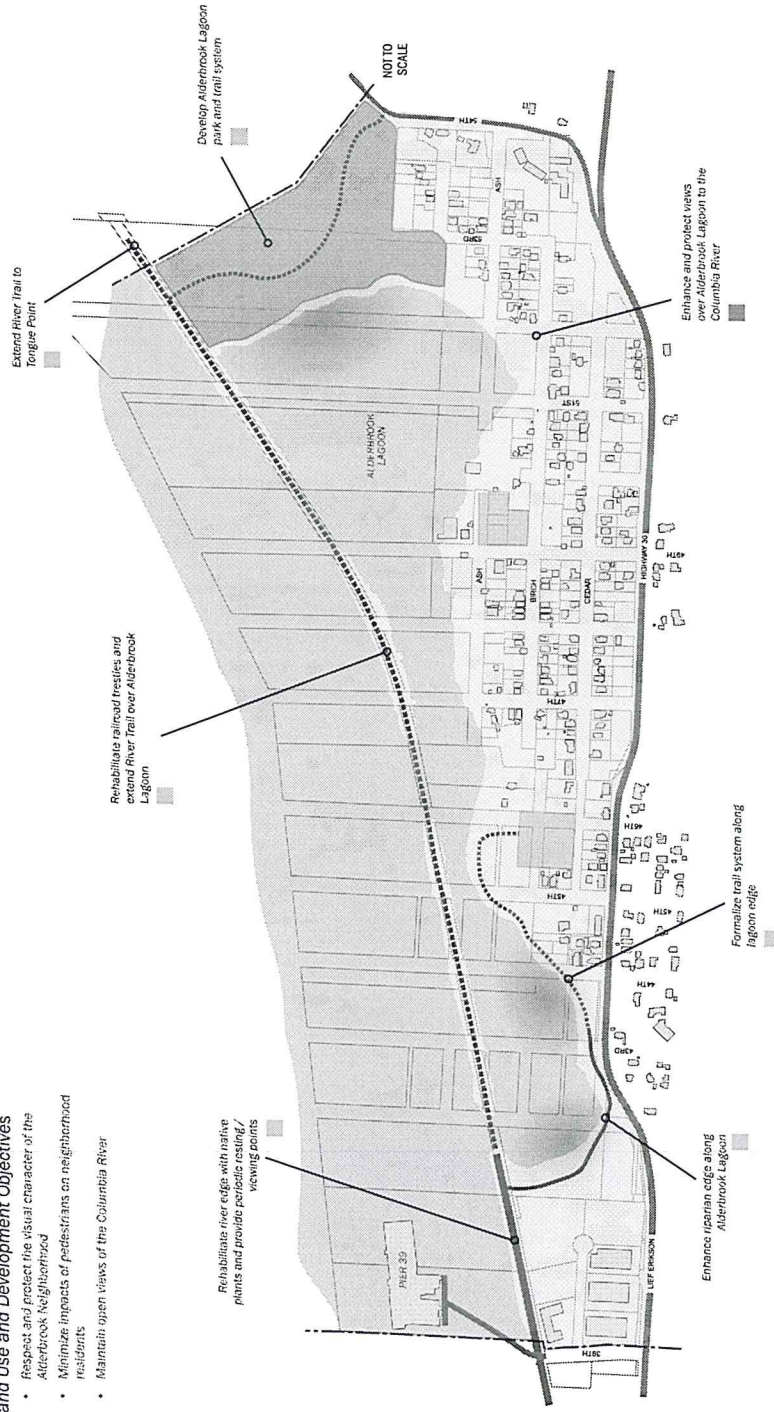 and Use and Development Objectives
• Respect and protect the visual character of the
Alderbrook Neighborhood
• Minimize impacts of pedestrians on neighborhood
residents
• Maintain open views of the Columbia River
Rehabilitate river edge with native
plants and provide periodic resting/
viewing points
Rehabilitate railroad trestles and
extend River Trail over Alderbrook
Lagoon
Extend River Trail to
Tongue Point
Develop Alderbrook Lagoon
park and trail system
NOT TO
SCALE
PIER 39
ALDERBROOK
LAGOON
39TH
LIEF ERIKSON
43RD
44TH
45TH
45TH
46TH
47TH
ASH
BIRCH
CEDAR
HIGHWAY 30
49TH
51ST
53RD
ASH
54TH
Enhance riparian edge along
Alderbrook Lagoon
Formalize trail system along
lagoon edge
Enhance and protect views
over Alderbrook Lagoon to the
Columbia River